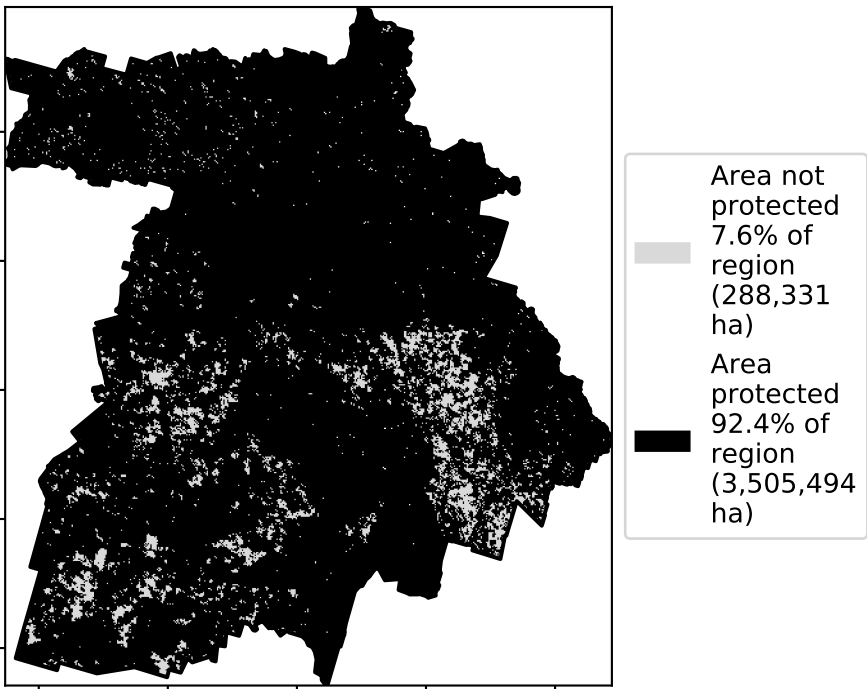 Area not
protected
7.6% of
region
(288,331
ha)
Area
protected
92.4% of
region
(3,505,494
ha)